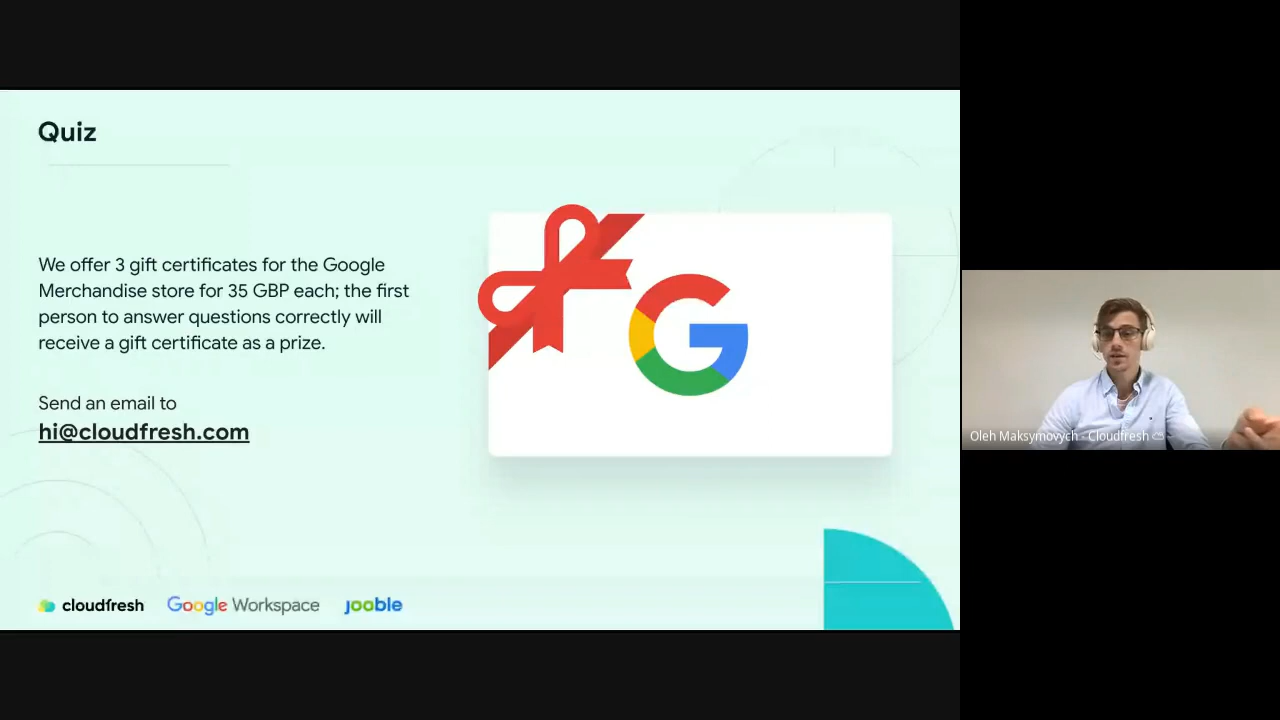 Quiz
We offer 3 gift certificates for the Google
Merchandise store for 35 GBP each; the first
person to answer questions correctly will
receive a gift certificate as a prize.
Send an email to
hi@cloudfresh.com
cloudfresh
Google Workspace
jooble
Oleh Maksymovych - Cloudfresh